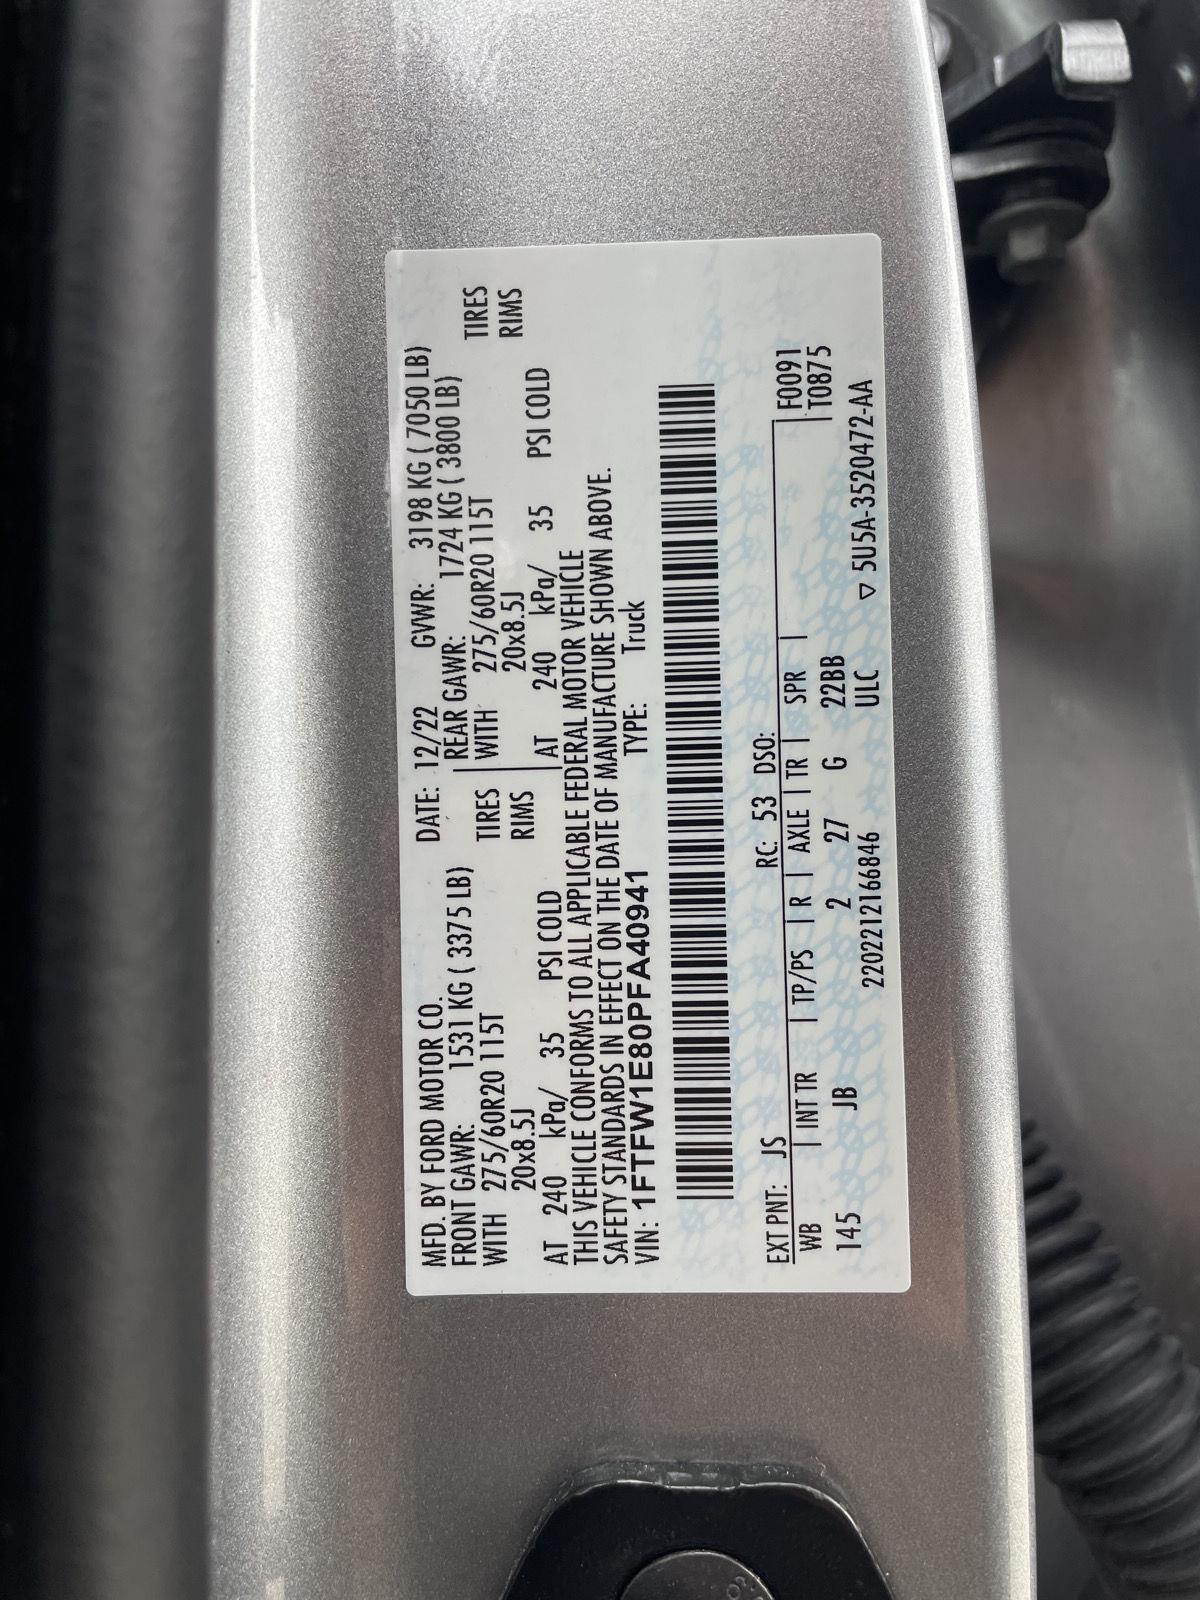 MFD. BY FORD MOTOR CO. DATE: 12/22 GVWR: 3198 KG ( 7050 LB)
FRONT GAWR: 1531 KG ( 3375 LB) REAR GAWR: 1724 KG ( 3800 LB)
WITH 275/60R20 115T TIRES WITH 275/60R20 115T TIRES
20x8.5J RIMS 20x8.5J RIMS
AT 240 kPa/ 35 PSI COLD AT 240 kPa/ 35 PSI COLD
THIS VEHICLE CONFORMS TO ALL APPLICABLE FEDERAL MOTOR VEHICLE
SAFETY STANDARDS IN EFFECT ON THE DATE OF MANUFACTURE SHOWN ABOVE.
VIN: 1FTFW1E80PFA40941 TYPE: Truck
EXT PNT: JS RC: 53 DSO:
WB | INT TR | TP/PS | R | AXLE | TR | SPR | F0091
145 JB 2 27 G 22BB T0875
220221216846 ULC ▽ 5U5A-3520472-AA